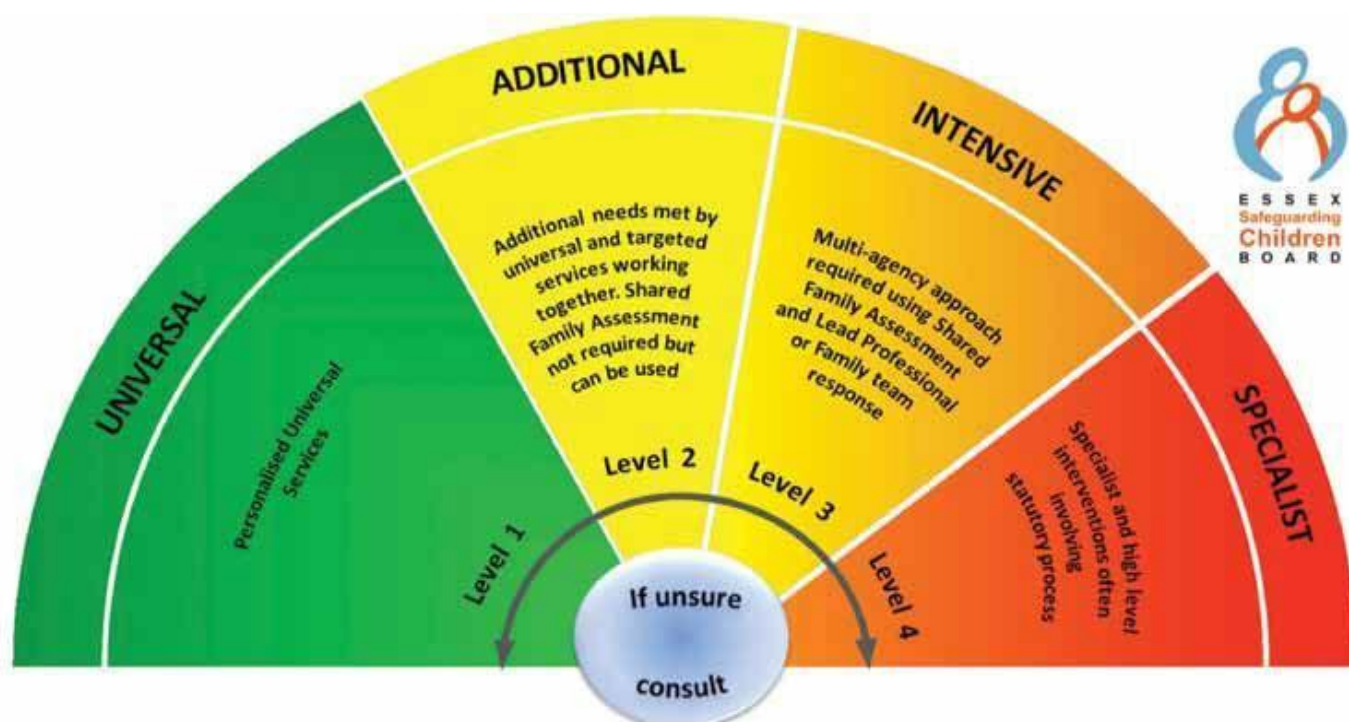 UNIVERSAL
Personalised Universal
Services
Level 1
ADDITIONAL
Additional needs met by
universal and targeted
services working
together. Shared
Family Assessment
not required but
can be used
Level 2
INTENSIVE
Multi-agency approach
required using Shared
Family Assessment
and Lead Professional
or Family team
response
Level 3
SPECIALIST
Specialist and high level
interventions often
involving
statutory process
Level 4
If unsure
consult
ESSEX
Safeguarding
Children
BOARD